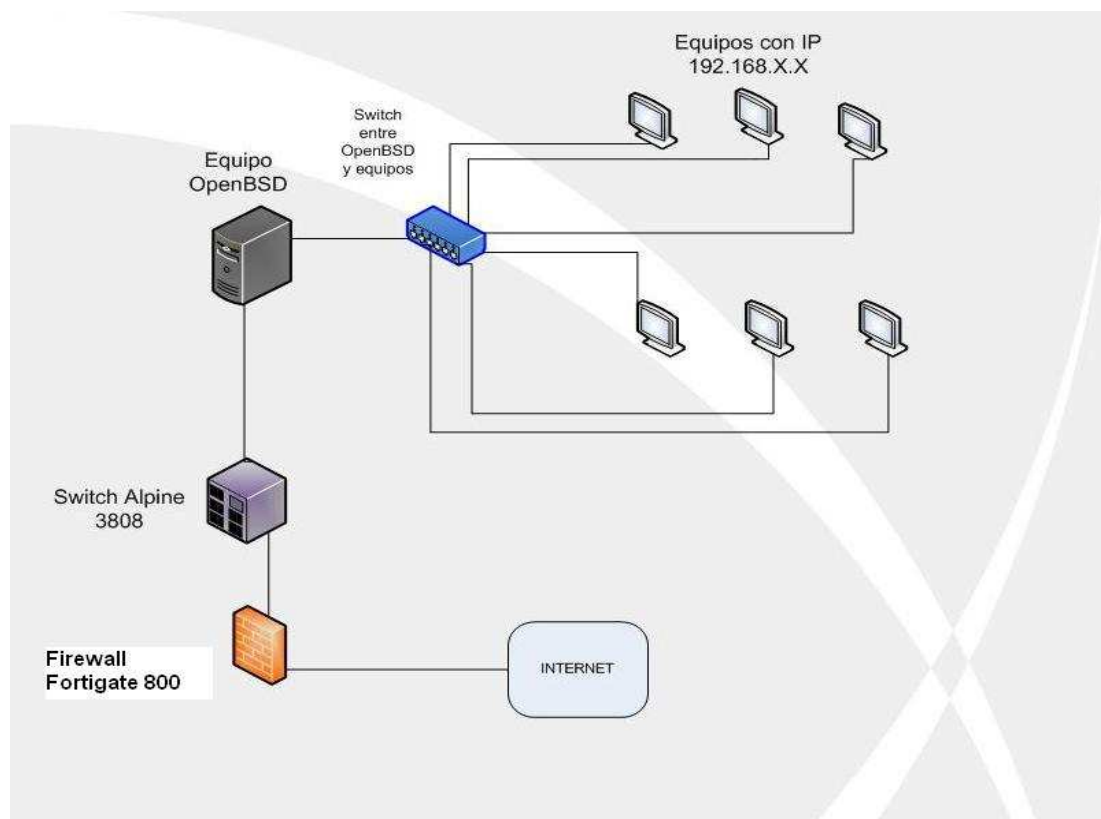 Equipos con IP
192.168.X.X
Switch
entre
OpenBSD
y equipos
Equipo
OpenBSD
Switch Alpine
3808
Firewall
Fortigate 800
INTERNET